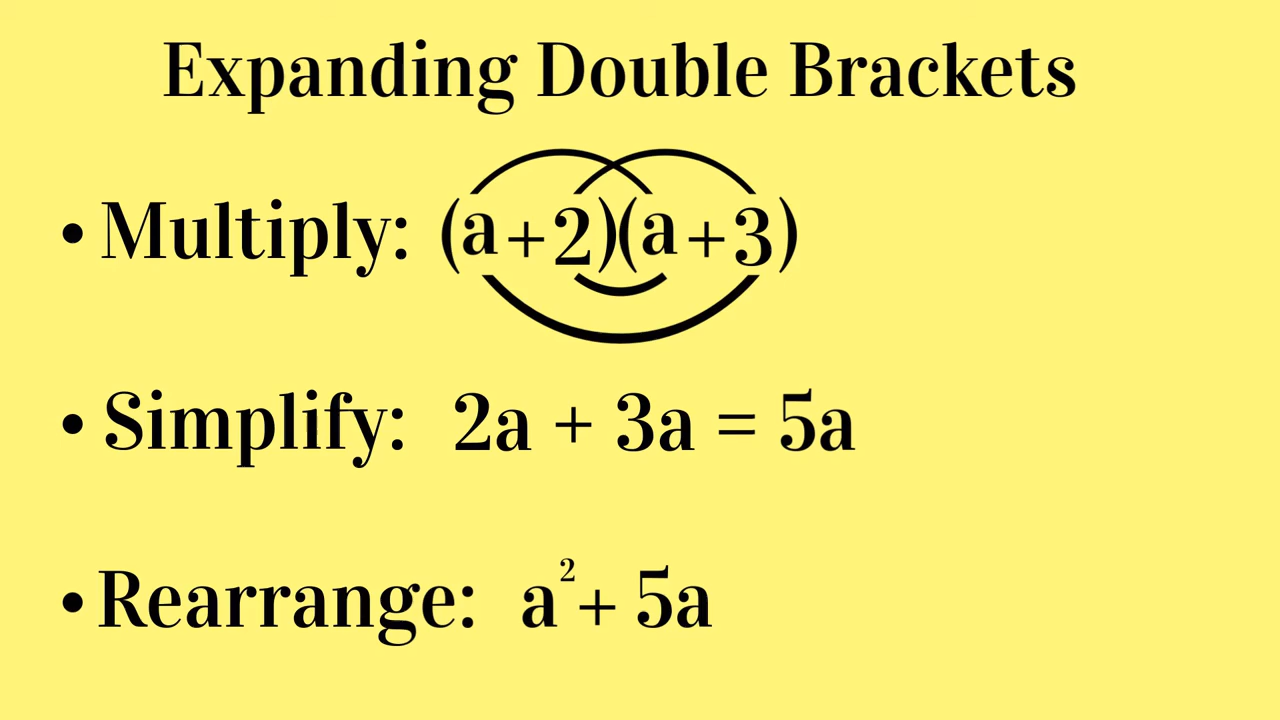 Expanding Double Brackets
• Multiply: (a+2)(a+3)
• Simplify: 2a + 3a = 5a
• Rearrange: a²+ 5a